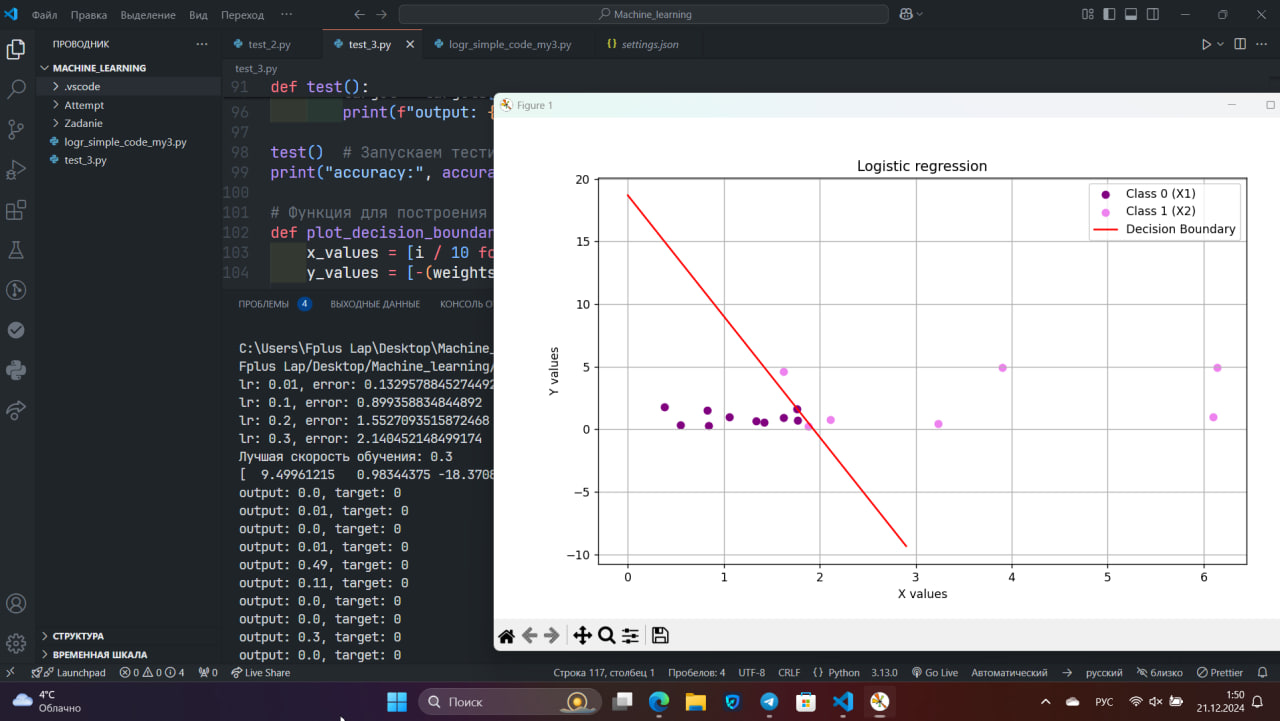 Файл Правка Выделение Вид Переход ··· Machine_learning
ПРОВОДНИК ···
MACHINE_LEARNING
.vscode
Attempt
Zadanie
logr_simple_code_my3.py
test_3.py
СТРУКТУРА
ВРЕМЕННАЯ ШКАЛА
test_2.py test_3.py logr_simple_code_my3.py {} settings.json
test_3.py
91 def test():
96 print(f"output: {
97
98 test() # Запускаем тести
99 print("accuracy:", accura
100
101 # Функция для построения
102 def plot_decision_boundar
103 x_values = [i / 10 fo
104 y_values = [-(weights
ПРОБЛЕМЫ 4 ВЫХОДНЫЕ ДАННЫЕ КОНСОЛЬ О
C:\Users\Fplus Lap\Desktop\Machine_
Fplus Lap/Desktop/Machine_learning/
lr: 0.01, error: 0.1329578845274492
lr: 0.1, error: 0.899358834844892
lr: 0.2, error: 1.5527093515872468
lr: 0.3, error: 2.140452148499174
Лучшая скорость обучения: 0.3
[ 9.49961215 0.98344375 -18.3708
output: 0.0, target: 0
output: 0.01, target: 0
output: 0.0, target: 0
output: 0.01, target: 0
output: 0.49, target: 0
output: 0.11, target: 0
output: 0.0, target: 0
output: 0.0, target: 0
output: 0.3, target: 0
output: 0.0, target: 0
Figure 1
Logistic regression
Class 0 (X1)
Class 1 (X2)
Decision Boundary
Y values
20
15
10
5
0
−5
−10
0 1 2 3 4 5 6
X values
Launchpad 0 0 4 0 Live Share Строка 117, столбец 1 Пробелов: 4 UTF-8 CRLF {} Python 3.13.0 Go Live Автоматический русский близко Prettier
4°C
Облачно
Поиск
РУС
1:50
21.12.2024